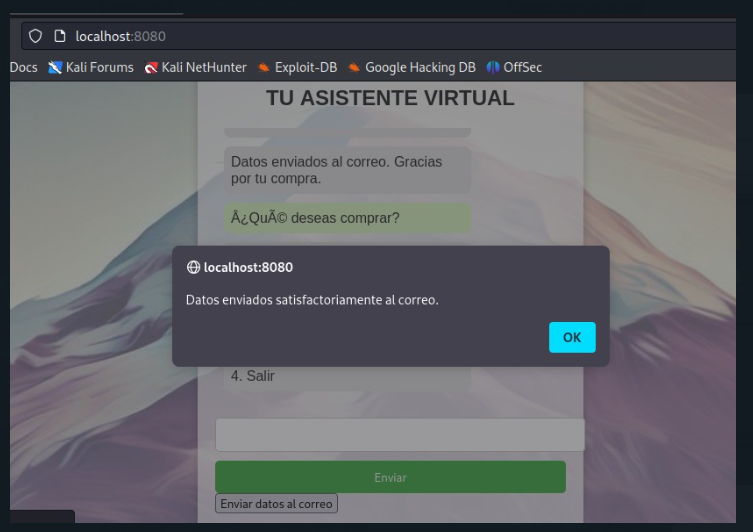 localhost:8080
Docs Kali Forums Kali NetHunter Exploit-DB Google Hacking DB OffSec
TU ASISTENTE VIRTUAL
Datos enviados al correo. Gracias
por tu compra.
Â¿QuÃ© deseas comprar?
localhost:8080
Datos enviados satisfactoriamente al correo.
OK
4. Salir
Enviar
Enviar datos al correo